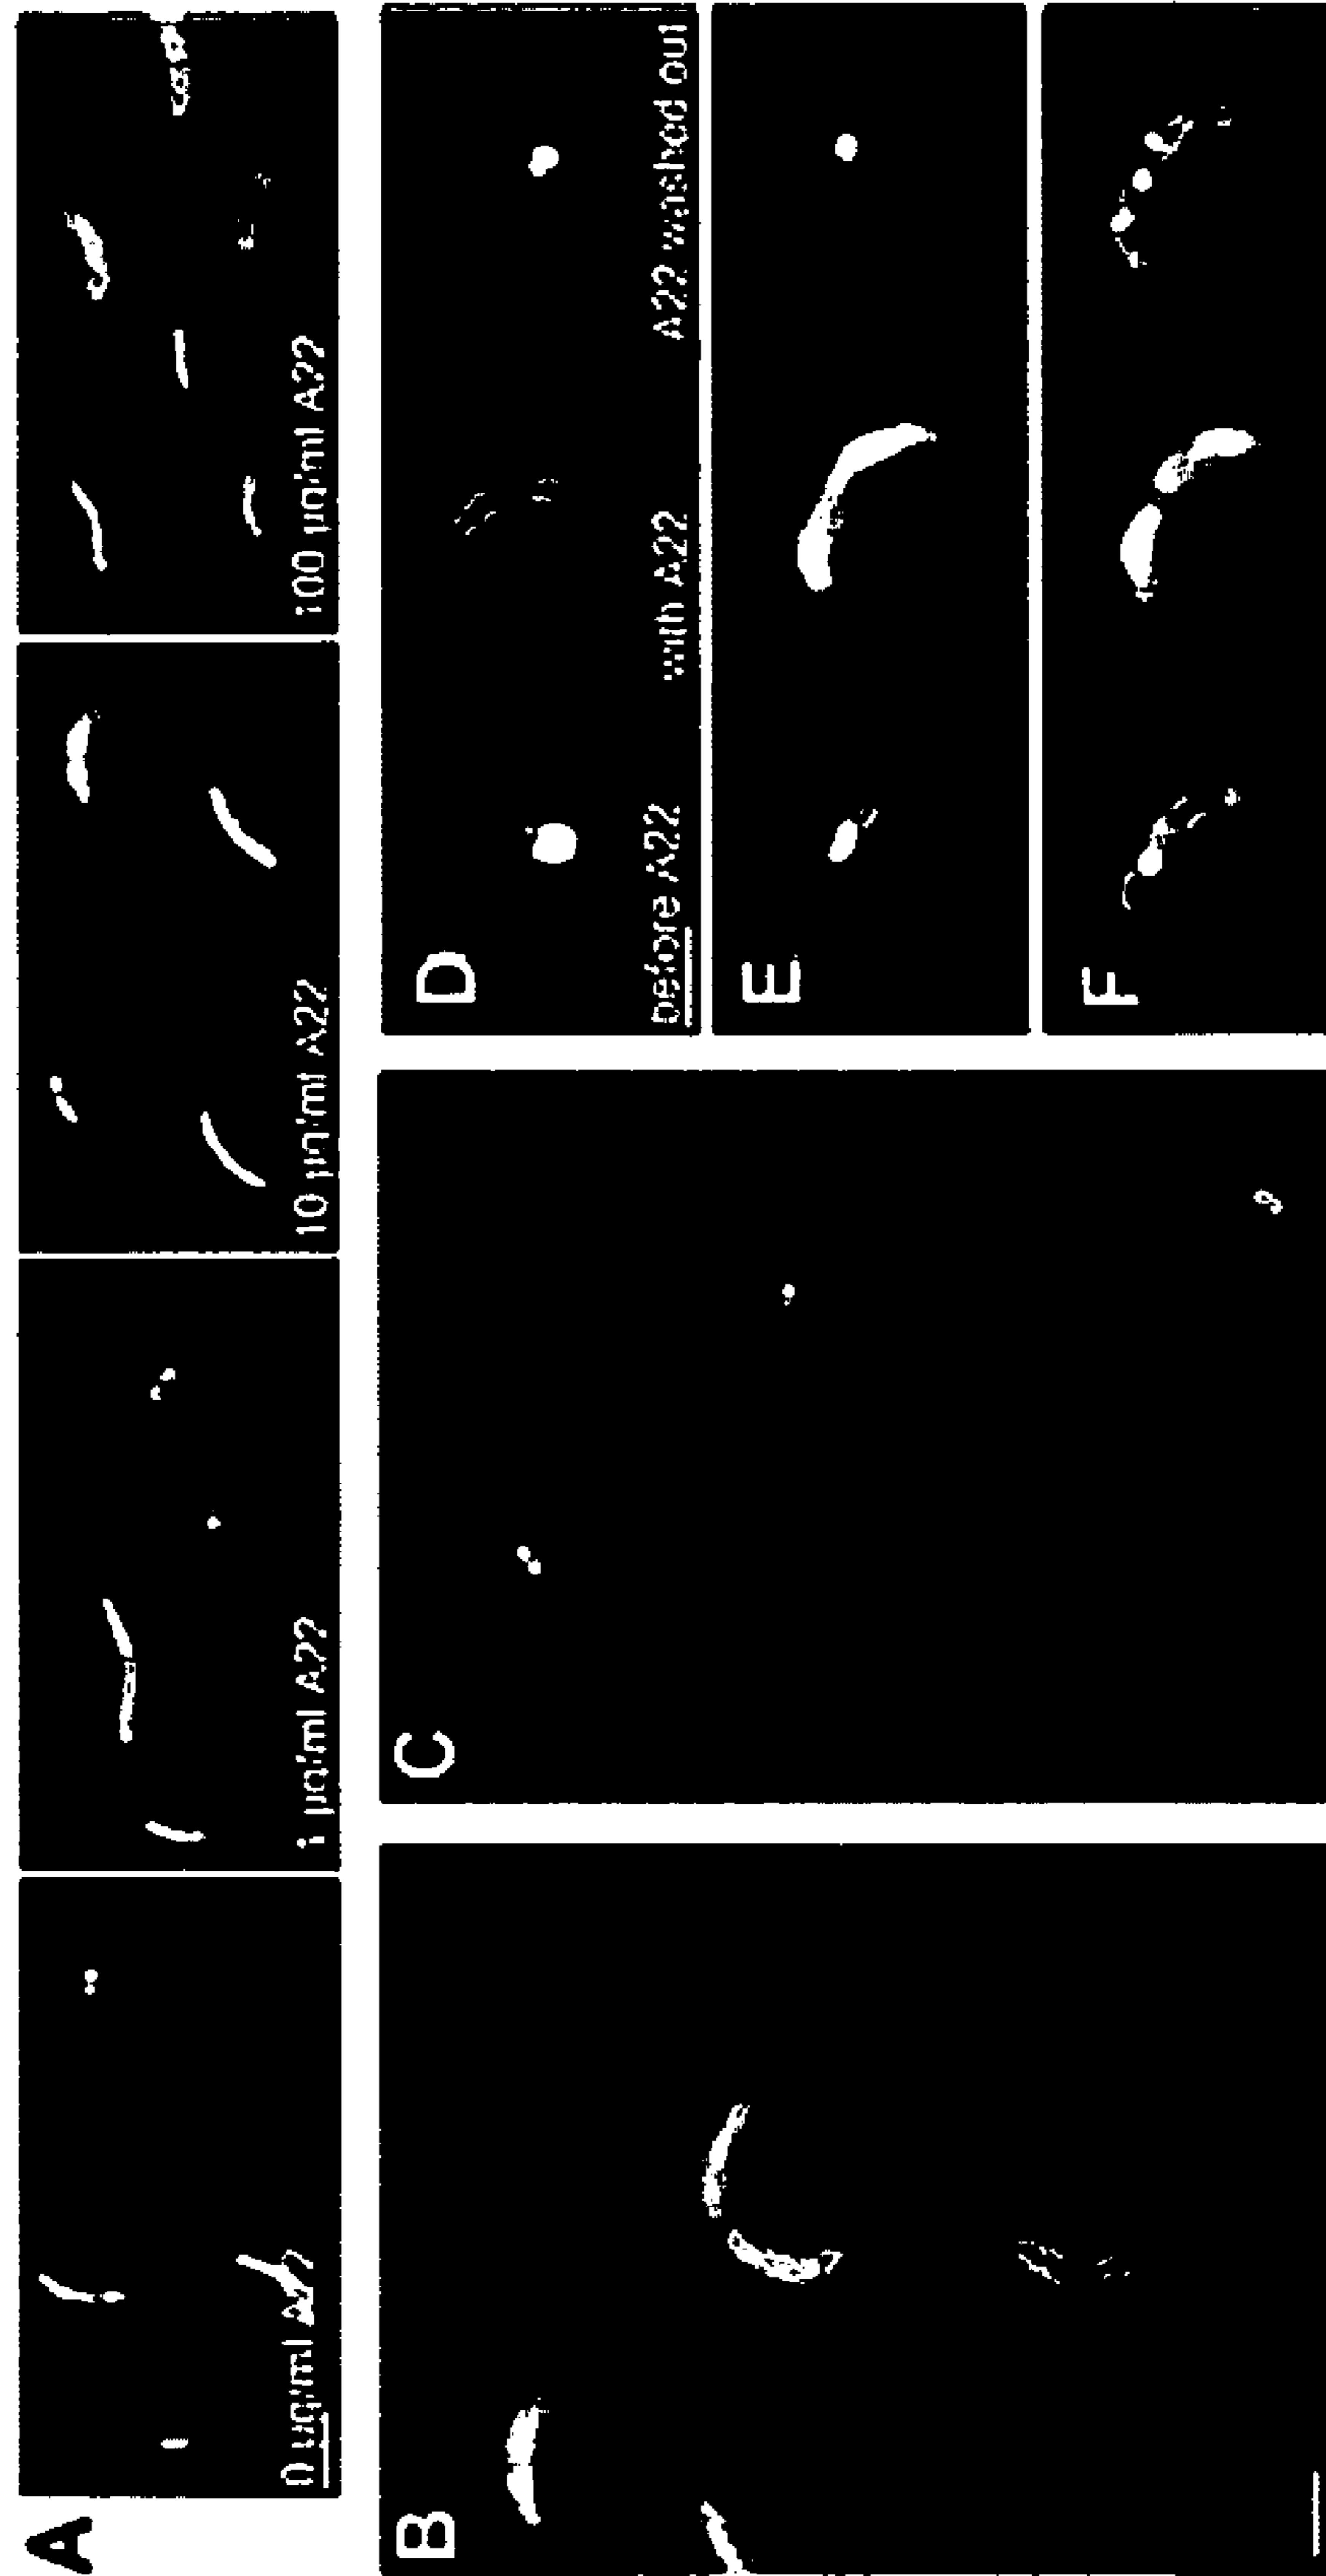 A
0 µg/ml A22
1 µg/ml A22
10 µg/ml A22
100 µg/ml A22
B
C
D
before A22
with A22
A22 washed out
E
F